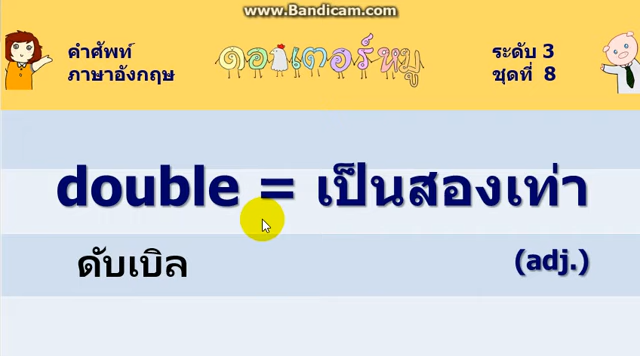 www.Bandicam.com
คำศัพท์
ภาษาอังกฤษ
ดอกเตอร์หมู
ระดับ 3
ชุดที่ 8
double = เป็นสองเท่า
ดับเบิล
(adj.)